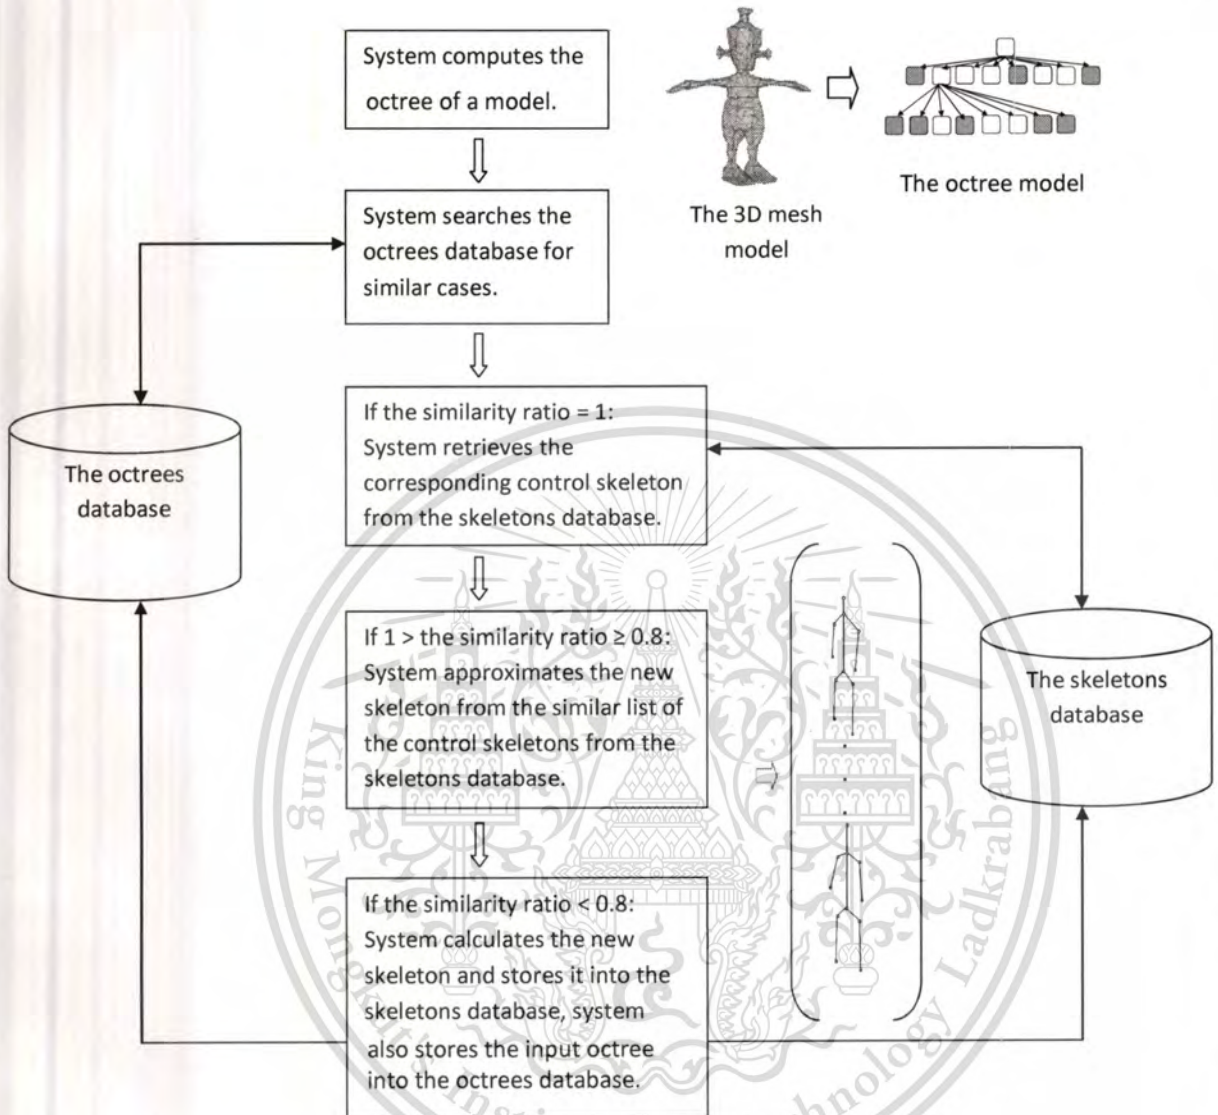 System computes the
octree of a model.
The octree model
The 3D mesh
model
System searches the
octrees database for
similar cases.
The octrees
database
If the similarity ratio = 1:
System retrieves the
corresponding control skeleton
from the skeletons database.
If 1 > the similarity ratio ≥ 0.8:
System approximates the new
skeleton from the similar list of
the control skeletons from the
skeletons database.
The skeletons
database
If the similarity ratio < 0.8:
System calculates the new
skeleton and stores it into the
skeletons database, system
also stores the input octree
into the octrees database.
King Mongkut's Institute of Technology Ladkrabang